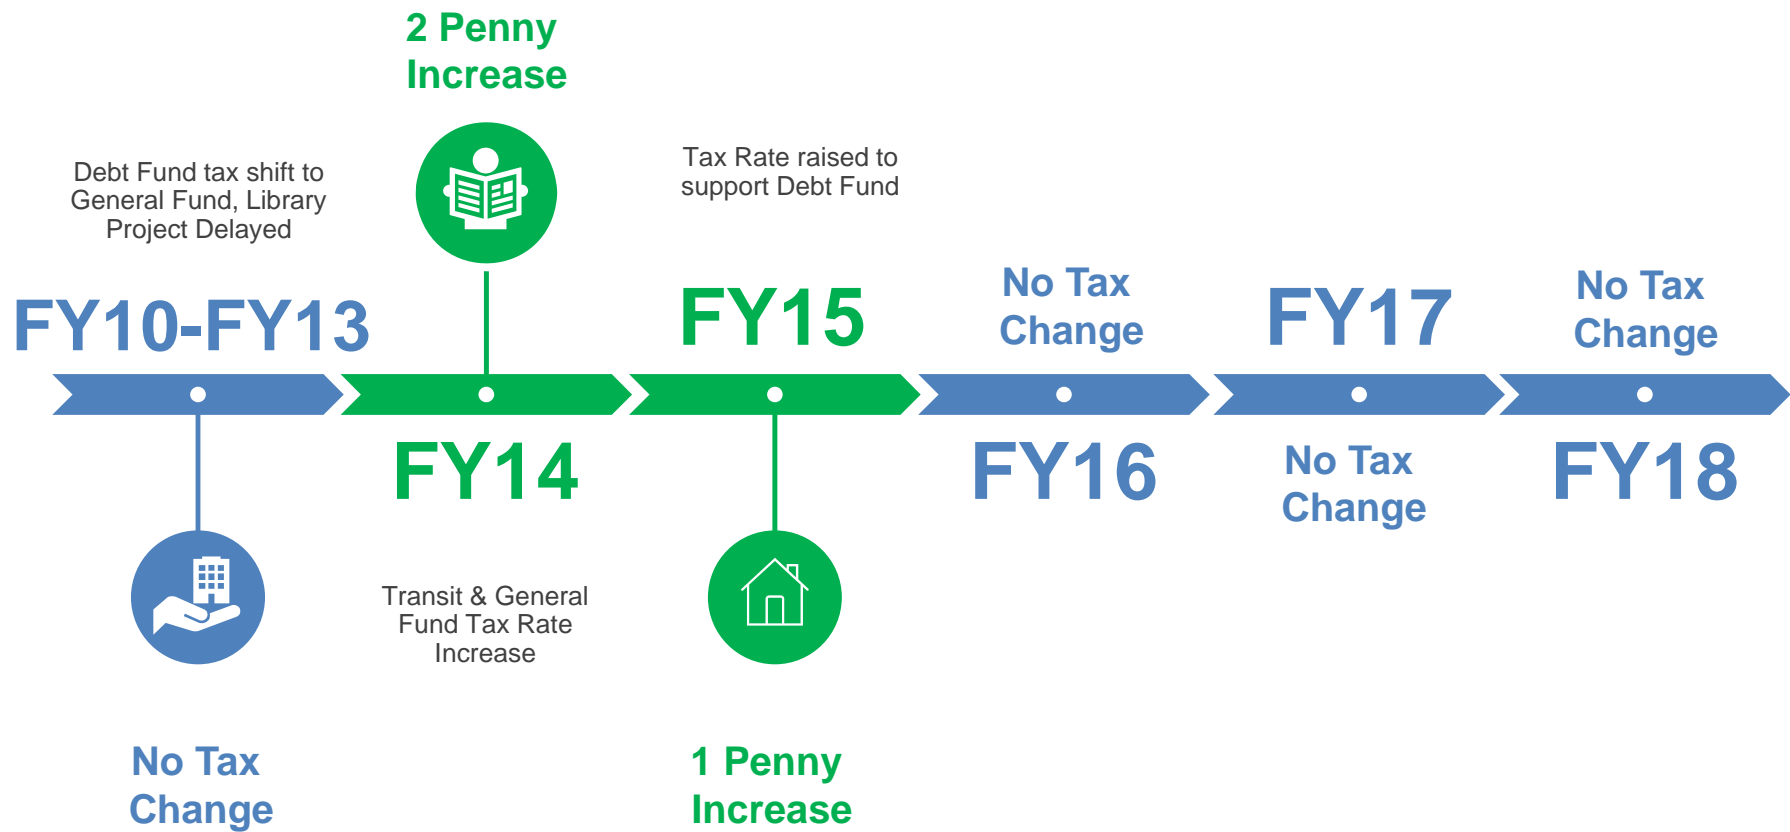 2 Penny
Increase
Debt Fund tax shift to
General Fund, Library
Project Delayed
Tax Rate raised to
support Debt Fund
FY10-FY13
FY15
No Tax
Change
FY17
No Tax
Change
FY14
FY16
No Tax
Change
FY18
Transit & General
Fund Tax Rate
Increase
No Tax
Change
1 Penny
Increase